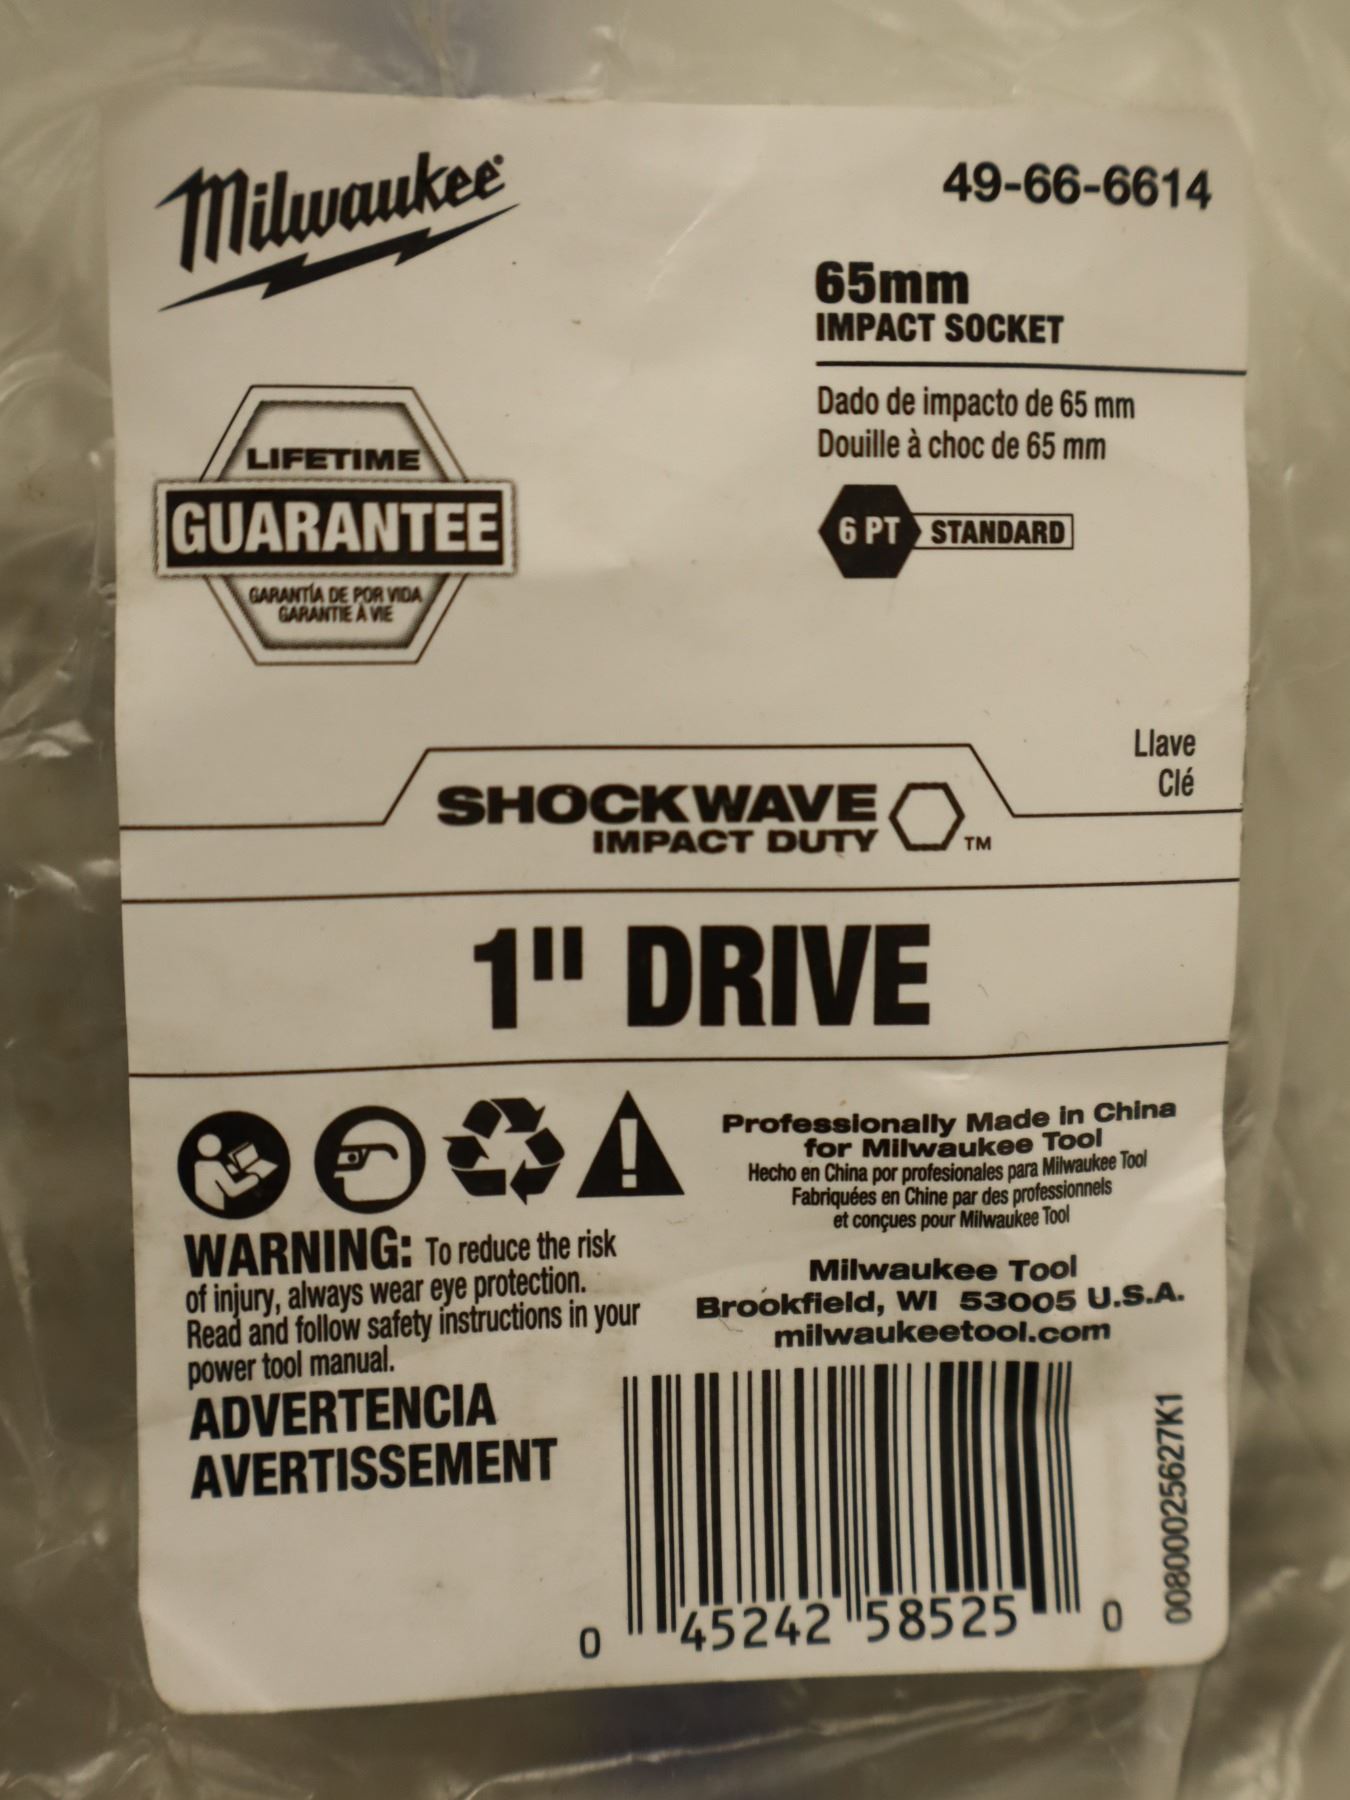 Milwaukee
49-66-6614
65mm
IMPACT SOCKET
Dado de impacto de 65 mm
Douille à choc de 65 mm
6 PT STANDARD
LIFETIME
GUARANTEE
GARANTÍA DE POR VIDA
GARANTIE À VIE
Llave
Clé
SHOCKWAVE
IMPACT DUTY ™
1" DRIVE
Professionally Made in China
for Milwaukee Tool
Hecho en China por profesionales para Milwaukee Tool
Fabriquées en Chine par des professionnels
et conçues pour Milwaukee Tool
WARNING: To reduce the risk
of injury, always wear eye protection.
Read and follow safety instructions in your
power tool manual.
ADVERTENCIA
AVERTISSEMENT
Milwaukee Tool
Brookfield, WI 53005 U.S.A.
milwaukeetool.com
0 45242 58525 0
00800025627K1